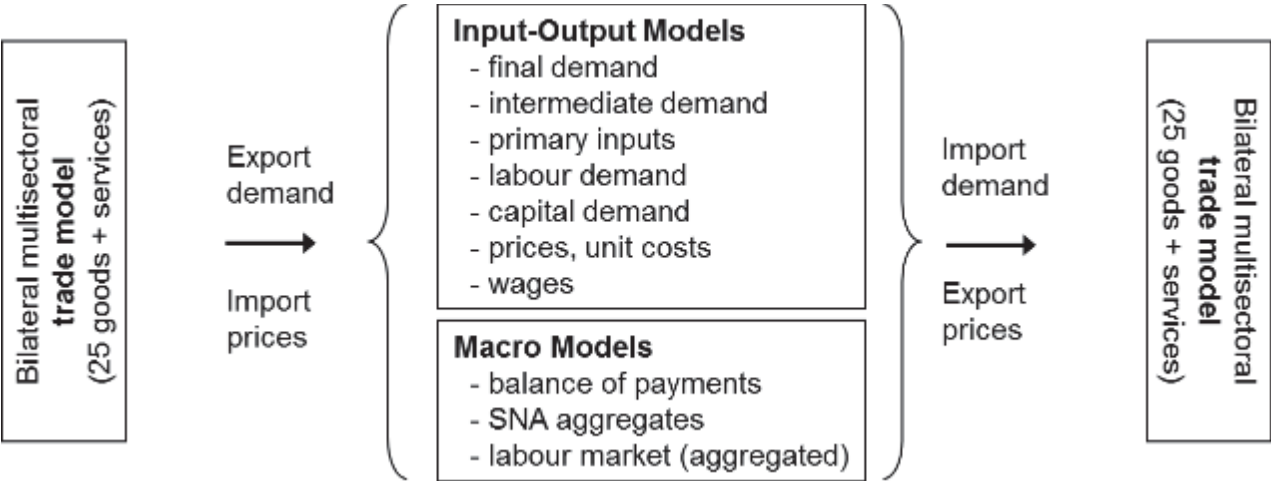 Bilateral multisectoral
trade model
(25 goods + services)
Export
demand
Import
prices
Input-Output Models
- final demand
- intermediate demand
- primary inputs
- labour demand
- capital demand
- prices, unit costs
- wages
Macro Models
- balance of payments
- SNA aggregates
- labour market (aggregated)
Import
demand
Export
prices
Bilateral multisectoral
trade model
(25 goods + services)